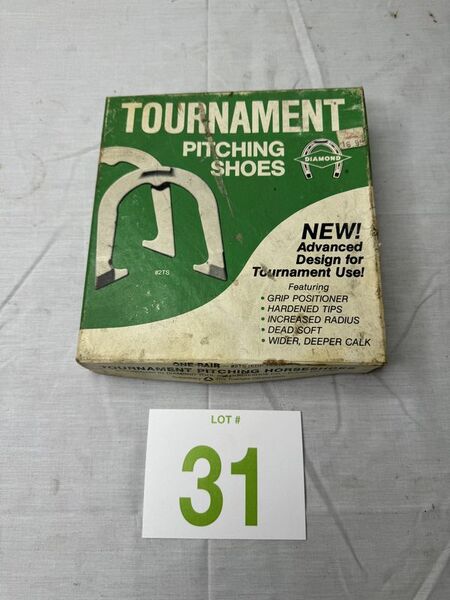 TOURNAMENT
PITCHING
SHOES
DIAMOND
#2TS
NEW!
Advanced
Design for
Tournament Use!
Featuring
• GRIP POSITIONER
• HARDENED TIPS
• INCREASED RADIUS
• DEAD SOFT
• WIDER, DEEPER CALK
ONE PAIR
TOURNAMENT PITCHING HORSESHOES
LOT #
31